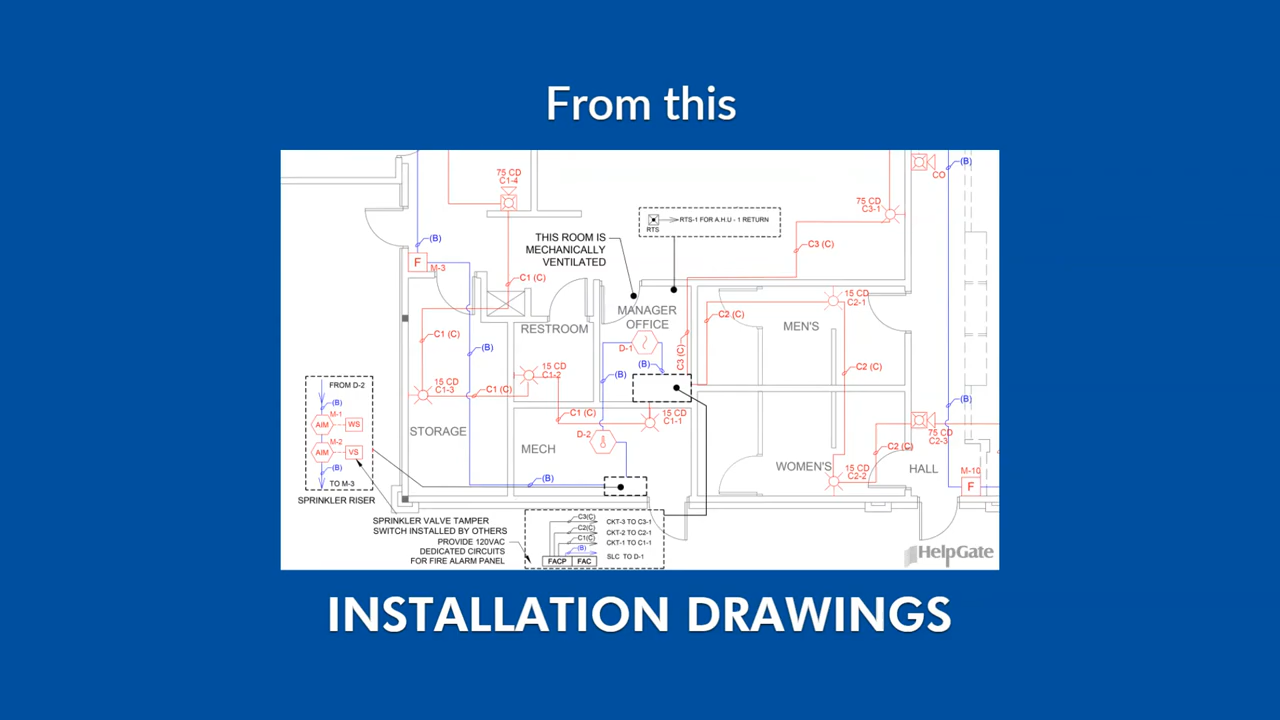 From this
75 CD
C1-4
(B)
CO
75 CD
C3-1
RTS-1 FOR A.H.U - 1 RETURN
RTS
THIS ROOM IS
MECHANICALLY
VENTILATED
(B)
C3 (C)
F
M-3
C1 (C)
15 CD
C2-1
MANAGER
OFFICE
C2 (C)
RESTROOM
MEN'S
C1 (C)
D-1
(B)
C3 (C)
(B)
(B)
C2 (C)
15 CD
C1-2
FROM D-2
15 CD
C1-3
C1 (C)
(B)
(B)
M-1
AIM
WS
C1 (C)
15 CD
C1-1
75 CD
C2-3
STORAGE
D-2
M-2
AIM
VS
MECH
C2 (C)
(B)
WOMEN'S
15 CD
C2-2
HALL
M-10
F
TO M-3
(B)
SPRINKLER RISER
SPRINKLER VALVE TAMPER
SWITCH INSTALLED BY OTHERS
PROVIDE 120VAC
DEDICATED CIRCUITS
FOR FIRE ALARM PANEL
C3(C)
CKT-3 TO C3-1
C2(C)
CKT-2 TO C2-1
C1(C)
CKT-1 TO C1-1
(B)
SLC TO D-1
FACP
FAC
HelpGate
INSTALLATION DRAWINGS